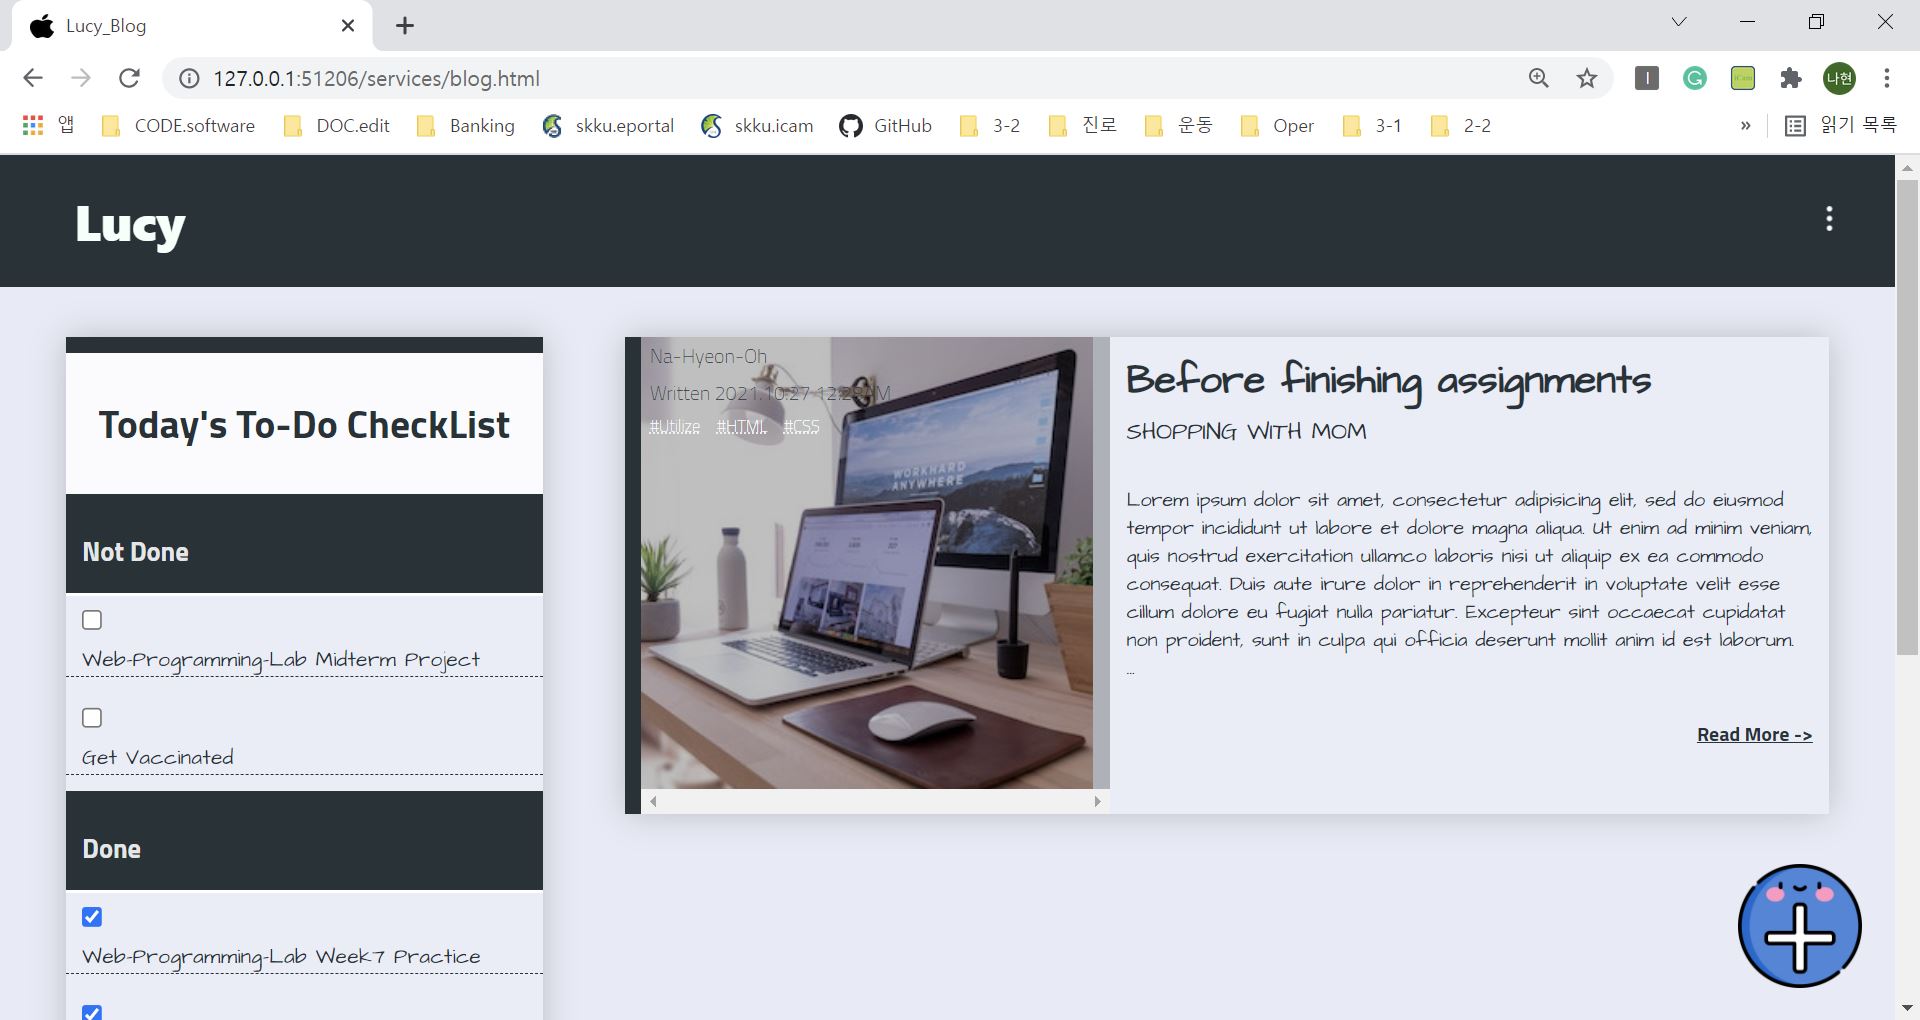 Lucy_Blog
127.0.0.1:51206/services/blog.html
나현
앱
CODE.software
DOC.edit
Banking
skku.eportal
skku.icam
GitHub
3-2
진로
운동
Oper
3-1
2-2
»
읽기 목록
Lucy
Today's To-Do CheckList
Not Done
Web-Programming-Lab Midterm Project
Get Vaccinated
Done
Web-Programming-Lab Week7 Practice
Na-Hyeon-Oh
Written 2021.10.27-12:28AM
#Utilize #HTML #CSS
WORKHARD
ANYWHERE
Before finishing assignments
SHOPPING WITH MOM
Lorem ipsum dolor sit amet, consectetur adipisicing elit, sed do eiusmod
tempor incididunt ut labore et dolore magna aliqua. Ut enim ad minim veniam,
quis nostrud exercitation ullamco laboris nisi ut aliquip ex ea commodo
consequat. Duis aute irure dolor in reprehenderit in voluptate velit esse
cillum dolore eu fugiat nulla pariatur. Excepteur sint occaecat cupidatat
non proident, sunt in culpa qui officia deserunt mollit anim id est laborum.
...
Read More ->